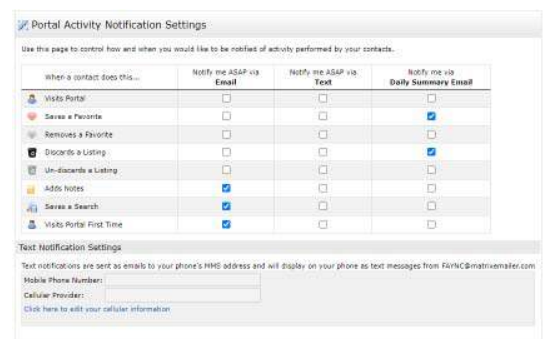 Portal Activity Notification Settings
Use this page to control how and when you would like to be notified of activity performed by your contacts.
When a contact does this... Notify me ASAP via Email Notify me ASAP via Text Notify me via Daily Summary Email
Visits Portal
Saves a Favorite
Removes a Favorite
Discards a Listing
Un-discards a Listing
Adds Notes
Saves a Search
Visits Portal First Time
Text Notification Settings
Text notifications are sent as emails to your phone's MMS address and will display on your phone as text messages from FAYNC@matrixemailer.com
Mobile Phone Number:
Cellular Provider:
Click here to edit your cellular information